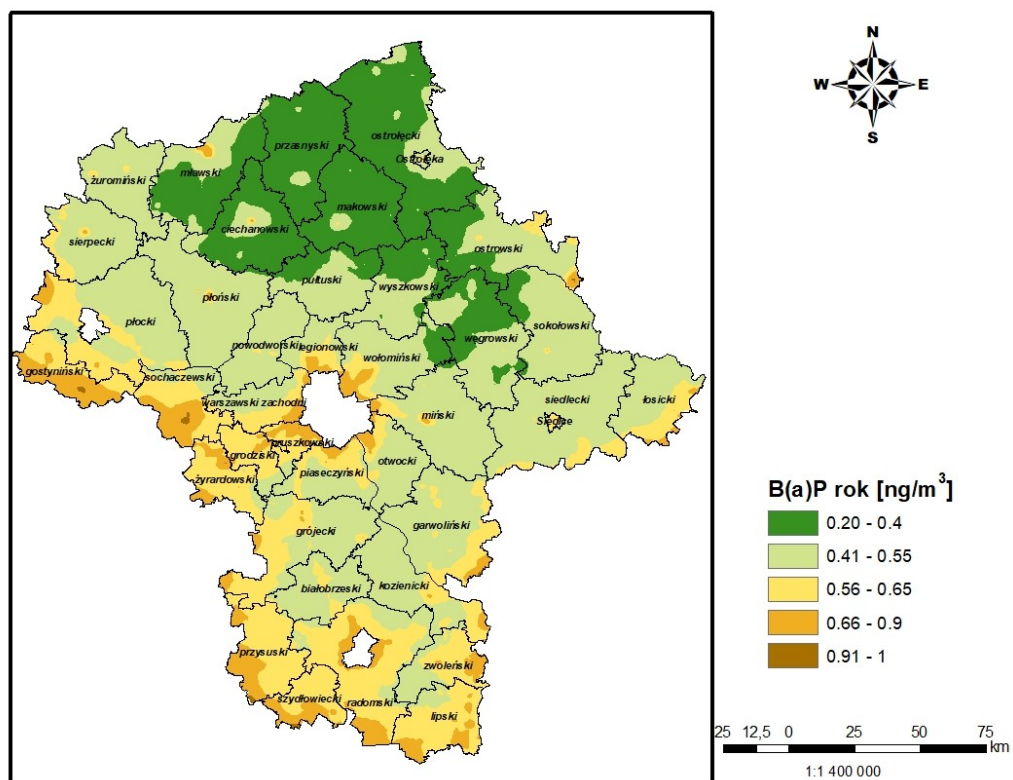 N
W E
S
ostrołęcki
przasnyski
Ostrołęka
mławski
żuromiński
makowski
ciechanowski
sierpecki
ostrowski
pułtuski
wyszkowski
płoński
płocki
sokołowski
węgrowski
nowodworski
legionowski
wołomiński
gostyniński
sochaczewski
warszawski zachodni
siedlecki
łosicki
miński
Siedlce
pruszkowski
grodziski
otwocki
piaseczyński
żyrardowski
garwoliński
grójecki
białobrzeski
kozienicki
przysuski
zwoleński
szydłowiecki
radomski
lipski
B(a)P rok [ng/m³]
0.20 - 0.4
0.41 - 0.55
0.56 - 0.65
0.66 - 0.9
0.91 - 1
25 12,5 0 25 50 75
km
1:1 400 000